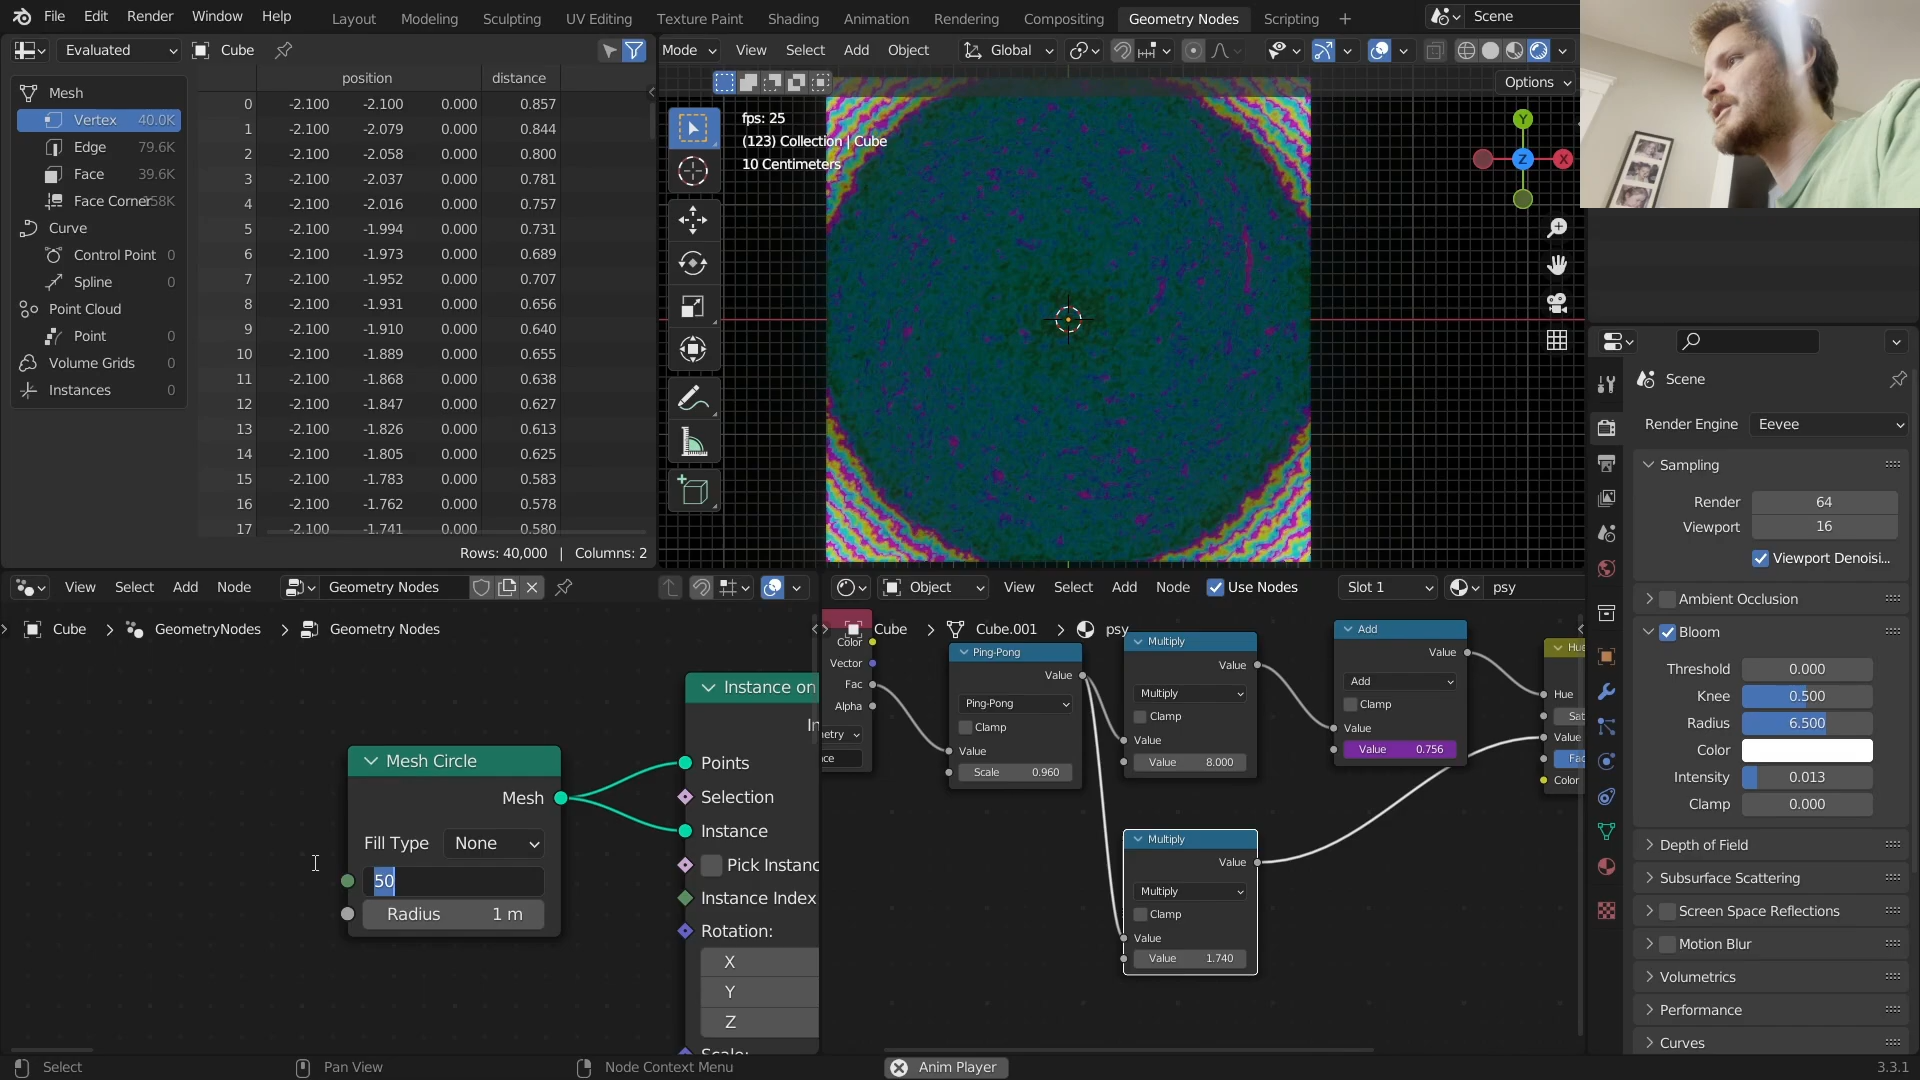 File Edit Render Window Help
Layout Modeling Sculpting UV Editing Texture Paint Shading Animation Rendering Compositing Geometry Nodes Scripting +
Scene
Evaluated
Cube
Mode View Select Add Object
Global
Options
Mesh
Vertex 40.0K
Edge 79.6K
Face 39.6K
Face Corner
Curve
Control Point 0
Spline 0
Point Cloud
Point 0
Volume Grids 0
Instances 0
position distance
0 -2.100 -2.100 0.000 0.857
1 -2.100 -2.079 0.000 0.844
2 -2.100 -2.058 0.000 0.800
3 -2.100 -2.037 0.000 0.781
4 -2.100 -2.016 0.000 0.757
5 -2.100 -1.994 0.000 0.731
6 -2.100 -1.973 0.000 0.689
7 -2.100 -1.952 0.000 0.707
8 -2.100 -1.931 0.000 0.656
9 -2.100 -1.910 0.000 0.640
10 -2.100 -1.889 0.000 0.655
11 -2.100 -1.868 0.000 0.638
12 -2.100 -1.847 0.000 0.627
13 -2.100 -1.826 0.000 0.613
14 -2.100 -1.805 0.000 0.625
15 -2.100 -1.783 0.000 0.583
16 -2.100 -1.762 0.000 0.578
17 -2.100 -1.741 0.000 0.580
Rows: 40,000 | Columns: 2
fps: 25
(123) Collection | Cube
10 Centimeters
Y
Z
X
Scene
Render Engine Eevee
Sampling
Render 64
Viewport 16
Viewport Denoisi...
Ambient Occlusion
Bloom
Threshold 0.000
Knee 0.500
Radius 6.500
Color
Intensity 0.013
Clamp 0.000
Depth of Field
Subsurface Scattering
Screen Space Reflections
Motion Blur
Volumetrics
Performance
Curves
View Select Add Node
Geometry Nodes
Cube > GeometryNodes > Geometry Nodes
Mesh Circle
Mesh
Fill Type None
50
Radius 1 m
Instance on
In
Points
Selection
Instance
Pick Instanc
Instance Index
Rotation:
X
Y
Z
Scale:
Object
View Select Add Node
Use Nodes
Slot 1
psy
Cube > Cube.001 > psy
Color
Vector
Fac
Alpha
metry
ce
Ping-Pong
Value
Ping-Pong
Clamp
Value
Scale 0.960
Multiply
Value
Multiply
Clamp
Value
Value 8.000
Multiply
Value
Multiply
Clamp
Value
Value 1.740
Add
Value
Add
Clamp
Value
Value 0.756
Hue
Hue
Sat
Value
Fac
Color
Select
Pan View
Node Context Menu
Anim Player
3.3.1